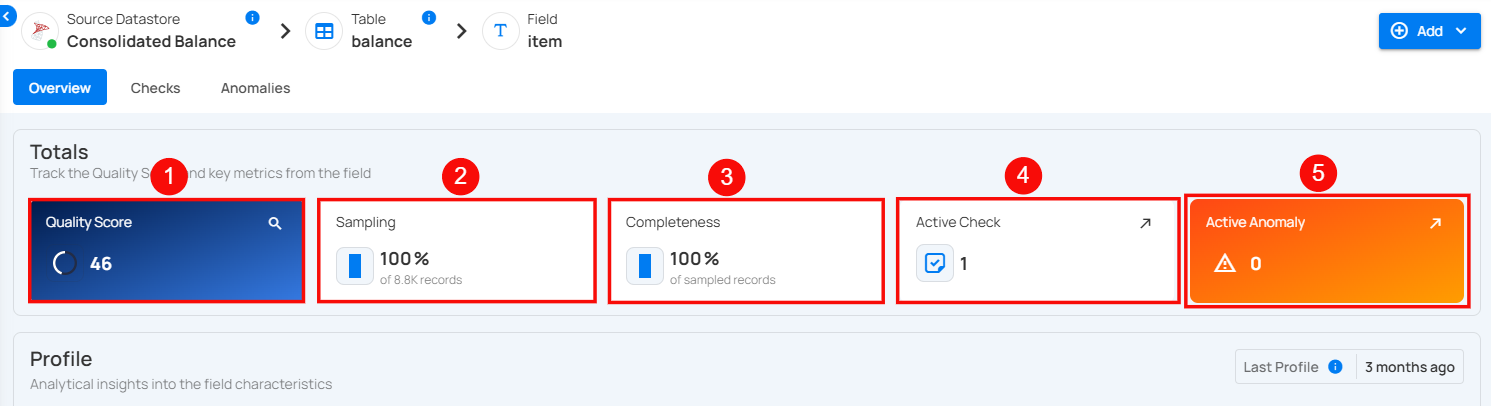 Source Datastore
Consolidated Balance
Table
balance
Field
item
Add
Overview
Checks
Anomalies
Totals
Track the Quality S and key metrics from the field
1
2
3
4
5
Quality Score
46
Sampling
100%
of 8.8K records
Completeness
100%
of sampled records
Active Check
1
Active Anomaly
0
Profile
Analytical insights into the field characteristics
Last Profile
3 months ago